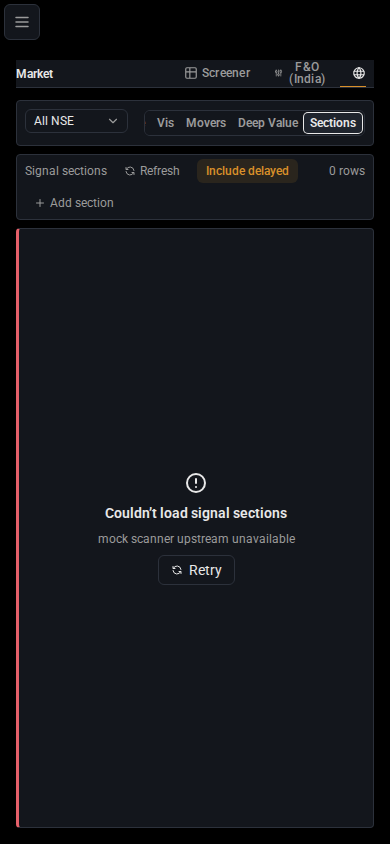 Market
Screener
F&O
(India)
All NSE
Vis
Movers
Deep Value
Sections
Signal sections
Refresh
Include delayed
0 rows
Add section
Couldn't load signal sections
mock scanner upstream unavailable
Retry